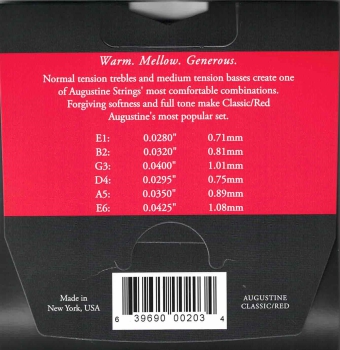 Warm. Mellow. Generous.
Normal tension trebles and medium tension basses create one
of Augustine Strings' most comfortable combinations.
Forgiving softness and full tone make Classic/Red
Augustine's most popular set.
E1: 0.0280" 0.71mm
B2: 0.0320" 0.81mm
G3: 0.0400" 1.01mm
D4: 0.0295" 0.75mm
A5: 0.0350" 0.89mm
E6: 0.0425" 1.08mm
Made in
New York, USA
6 39690 00203 4
AUGUSTINE
CLASSIC/RED